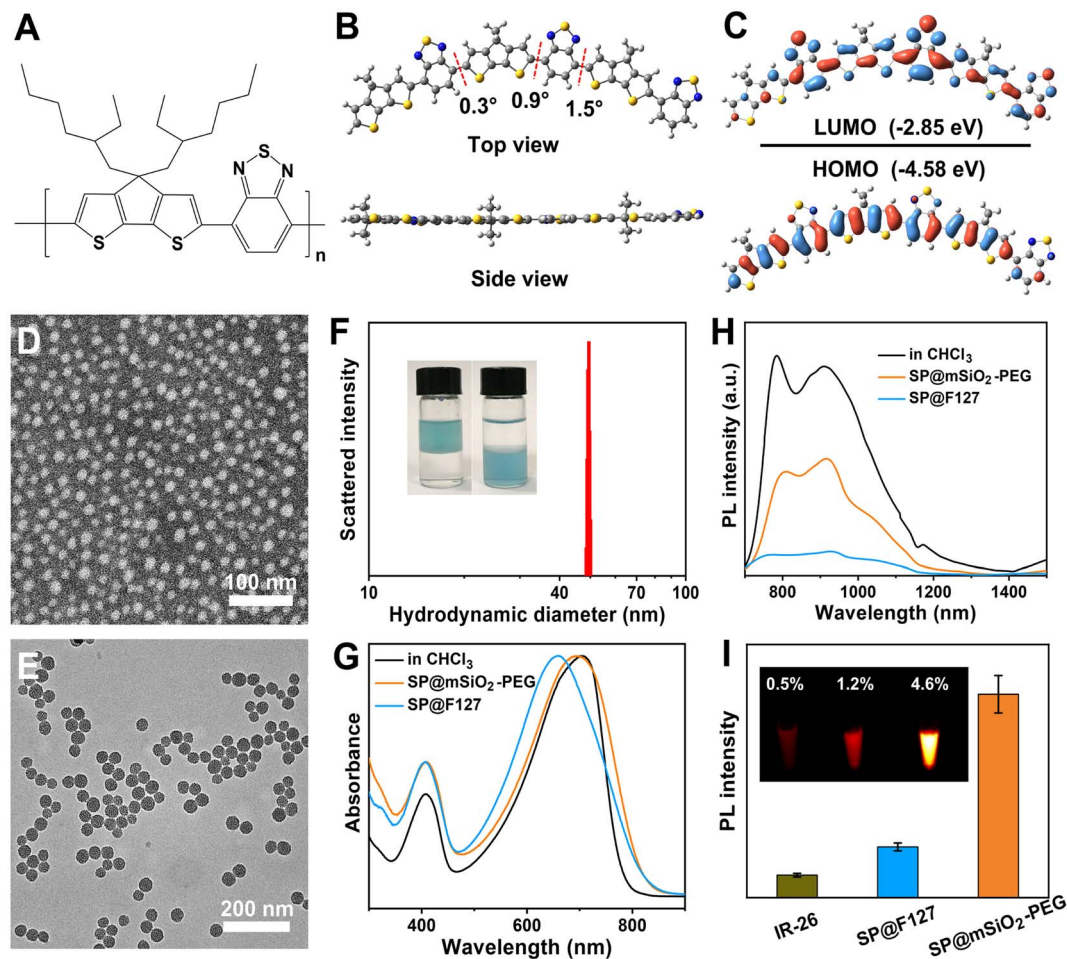 A
S
N
N
S
S
n
B
0.3°
0.9°
1.5°
Top view
Side view
C
LUMO (-2.85 eV)
HOMO (-4.58 eV)
D
100 nm
E
200 nm
F
Scattered intensity
10
40
70
100
Hydrodynamic diameter (nm)
G
in CHCl₃
SP@mSiO₂-PEG
SP@F127
Absorbance
400
600
800
Wavelength (nm)
H
in CHCl₃
SP@mSiO₂-PEG
SP@F127
PL intensity (a.u.)
800
1000
1200
1400
Wavelength (nm)
I
0.5%
1.2%
4.6%
PL intensity
IR-26
SP@F127
SP@mSiO₂-PEG